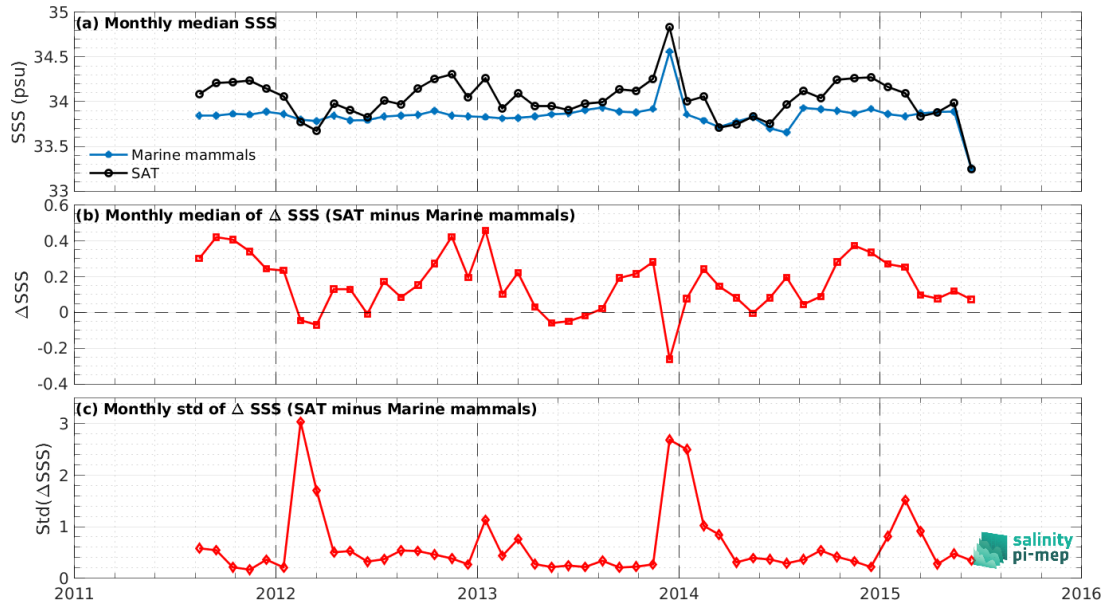 (a) Monthly median SSS
35
34.5
34
33.5
33
SSS (psu)
Marine mammals
SAT
(b) Monthly median of Δ SSS (SAT minus Marine mammals)
0.6
0.4
0.2
0
-0.2
-0.4
ΔSSS
(c) Monthly std of Δ SSS (SAT minus Marine mammals)
3
2
1
0
Std(ΔSSS)
salinity
pi-mep
2011 2012 2013 2014 2015 2016